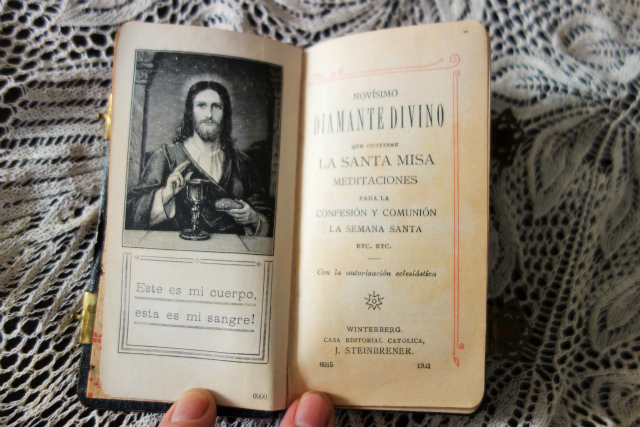 Este es mi cuerpo,
esta es mi sangre!
6000
NOVÍSIMO
DIAMANTE DIVINO
QUE CONTIENE
LA SANTA MISA
MEDITACIONES
PARA LA
CONFESIÓN Y COMUNIÓN
LA SEMANA SANTA
ETC. ETC.
Con la autorización eclesiástica
WINTERBERG.
CASA EDITORIAL CATOLICA,
J. STEINBRENER.
6015